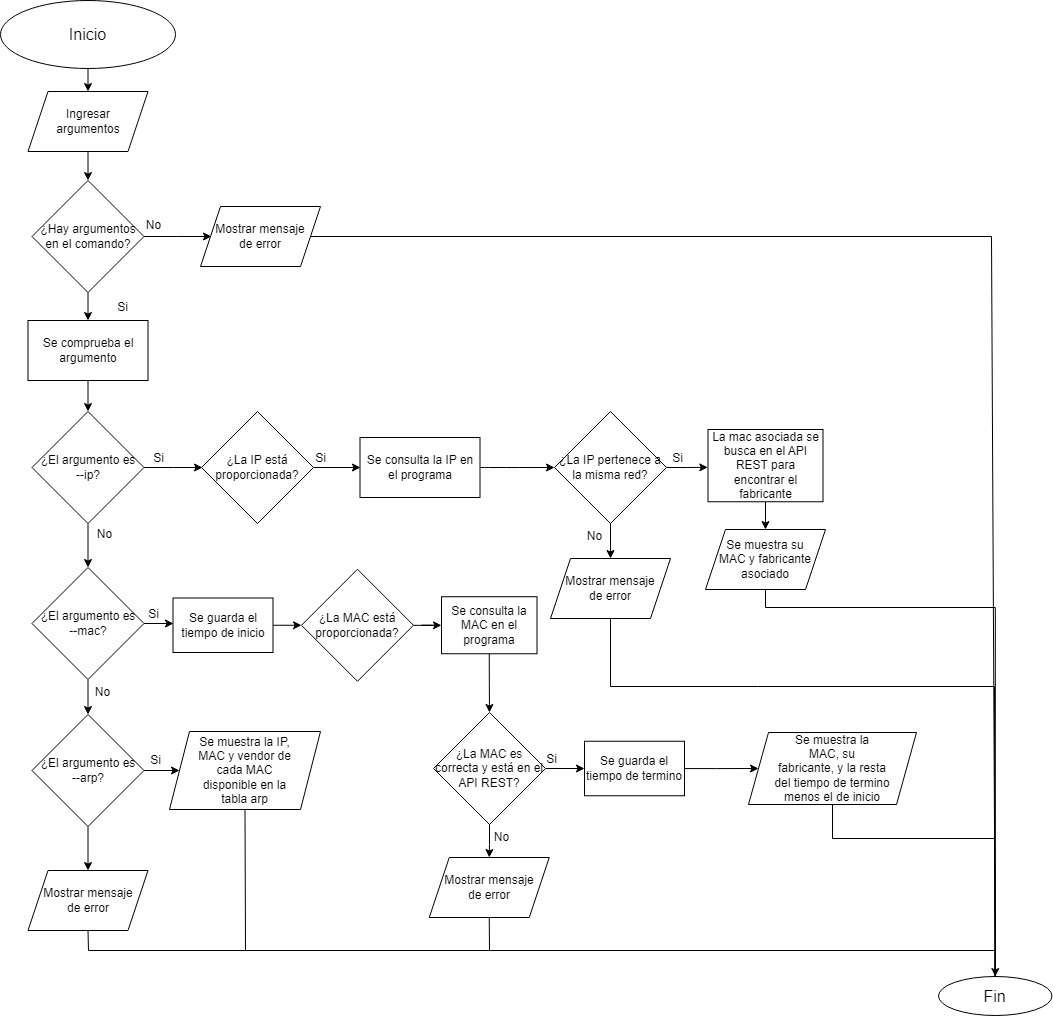 Inicio
Ingresar
argumentos
¿Hay argumentos
en el comando?
No
Mostrar mensaje
de error
Si
Se comprueba el
argumento
¿El argumento es
--ip?
Si
¿La IP está
proporcionada?
Si
Se consulta la IP en
el programa
¿La IP pertenece a
la misma red?
Si
La mac asociada se
busca en el API
REST para
encontrar el
fabricante
No
No
Se muestra su
MAC y fabricante
asociado
Mostrar mensaje
de error
¿El argumento es
--mac?
Si
Se guarda el
tiempo de inicio
¿La MAC está
proporcionada?
Se consulta la
MAC en el
programa
No
¿El argumento es
--arp?
Si
Se muestra la IP,
MAC y vendor de
cada MAC
disponible en la
tabla arp
¿La MAC es
correcta y está en el
API REST?
Si
Se guarda el
tiempo de termino
Se muestra la
MAC, su
fabricante, y la resta
del tiempo de termino
menos el de inicio
No
Mostrar mensaje
de error
Mostrar mensaje
de error
Fin